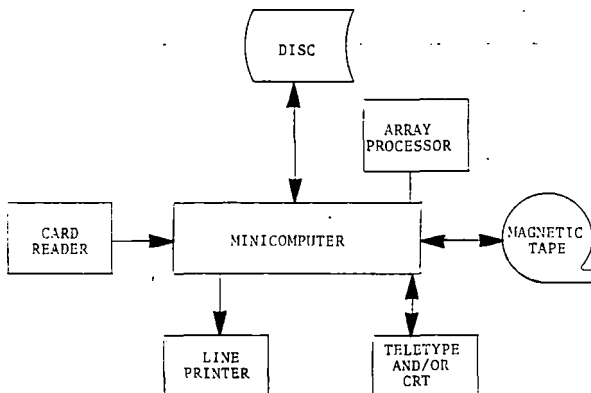 DISC
ARRAY
PROCESSOR
CARD
READER
MINICOMPUTER
MAGNETIC
TAPE
LINE
PRINTER
TELETYPE
AND/OR
CRT